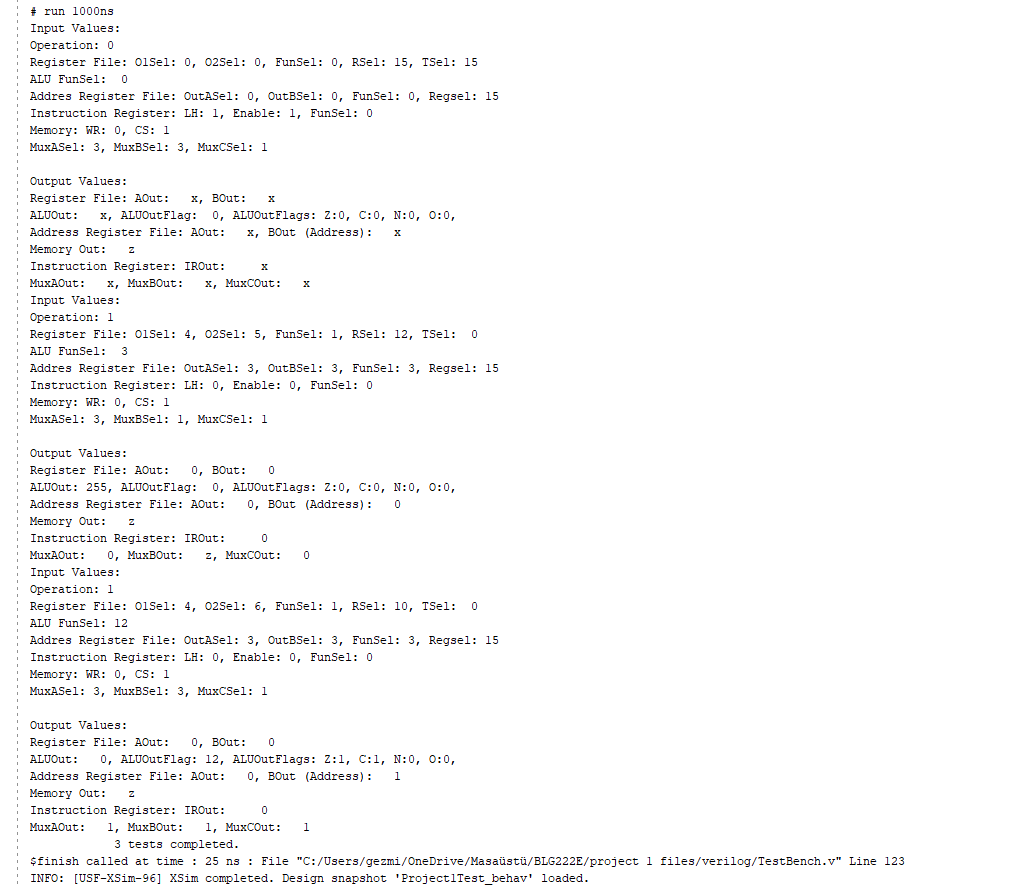 # run 1000ns
Input Values:
Operation: 0
Register File: O1Sel: 0, O2Sel: 0, FunSel: 0, RSel: 15, TSel: 15
ALU FunSel:  0
Addres Register File: OutASel: 0, OutBSel: 0, FunSel: 0, Regsel: 15
Instruction Register: LH: 1, Enable: 1, FunSel: 0
Memory: WR: 0, CS: 1
MuxASel: 3, MuxBSel: 3, MuxCSel: 1

Output Values:
Register File: AOut:   x, BOut:   x
ALUOut:   x, ALUOutFlag:  0, ALUOutFlags: Z:0, C:0, N:0, O:0,
Address Register File: AOut:   x, BOut (Address):   x
Memory Out:   z
Instruction Register: IROut:     x
MuxAOut:   x, MuxBOut:   x, MuxCOut:   x
Input Values:
Operation: 1
Register File: O1Sel: 4, O2Sel: 5, FunSel: 1, RSel: 12, TSel:  0
ALU FunSel:  3
Addres Register File: OutASel: 3, OutBSel: 3, FunSel: 3, Regsel: 15
Instruction Register: LH: 0, Enable: 0, FunSel: 0
Memory: WR: 0, CS: 1
MuxASel: 3, MuxBSel: 1, MuxCSel: 1

Output Values:
Register File: AOut:   0, BOut:   0
ALUOut: 255, ALUOutFlag:  0, ALUOutFlags: Z:0, C:0, N:0, O:0,
Address Register File: AOut:   0, BOut (Address):   0
Memory Out:   z
Instruction Register: IROut:     0
MuxAOut:   0, MuxBOut:   z, MuxCOut:   0
Input Values:
Operation: 1
Register File: O1Sel: 4, O2Sel: 6, FunSel: 1, RSel: 10, TSel:  0
ALU FunSel: 12
Addres Register File: OutASel: 3, OutBSel: 3, FunSel: 3, Regsel: 15
Instruction Register: LH: 0, Enable: 0, FunSel: 0
Memory: WR: 0, CS: 1
MuxASel: 3, MuxBSel: 3, MuxCSel: 1

Output Values:
Register File: AOut:   0, BOut:   0
ALUOut:   0, ALUOutFlag: 12, ALUOutFlags: Z:1, C:1, N:0, O:0,
Address Register File: AOut:   0, BOut (Address):   1
Memory Out:   z
Instruction Register: IROut:     0
MuxAOut:   1, MuxBOut:   1, MuxCOut:   1
3 tests completed.
$finish called at time : 25 ns : File "C:/Users/gezmi/OneDrive/Masaüstü/BLG222E/project 1 files/verilog/TestBench.v" Line 123
INFO: [USF-XSim-96] XSim completed. Design snapshot 'Project1Test_behav' loaded.